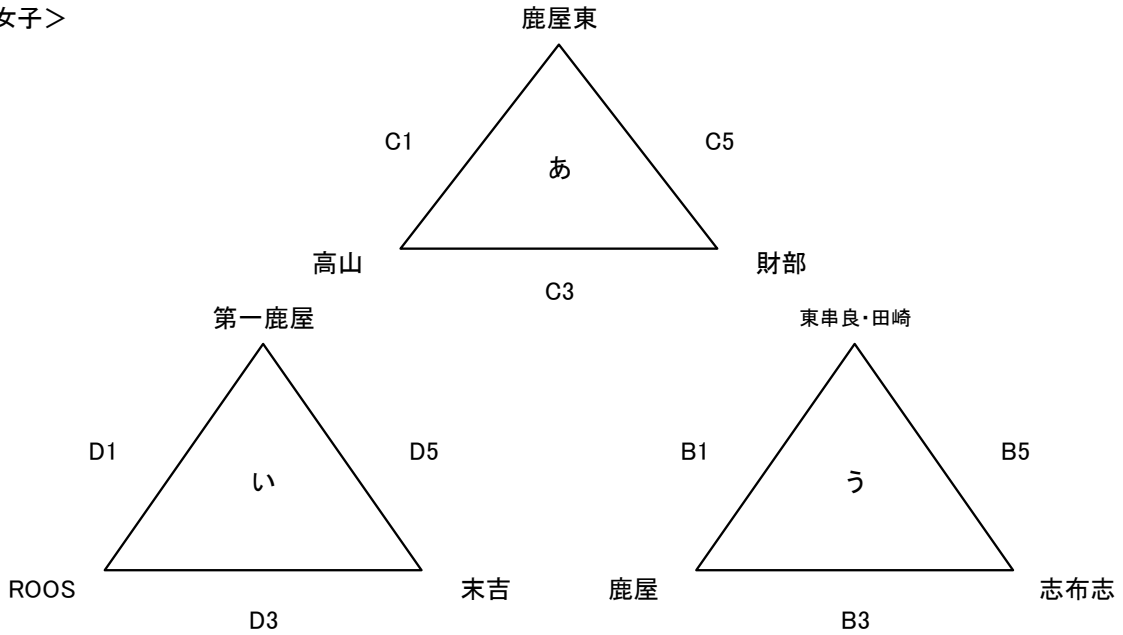 女子＞
鹿屋東
C1
C5
あ
高山
財部
C3
第一鹿屋
東串良・田崎
D1
D5
B1
B5
い
う
ROOS
末吉
鹿屋
志布志
D3
B3